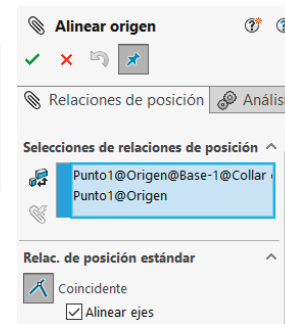 Alinear origen
Relaciones de posición Análisi
Selecciones de relaciones de posición
Punto1@Origen@Base-1@Collar
Punto1@Origen
Relac. de posición estándar
Coincidente
Alinear ejes